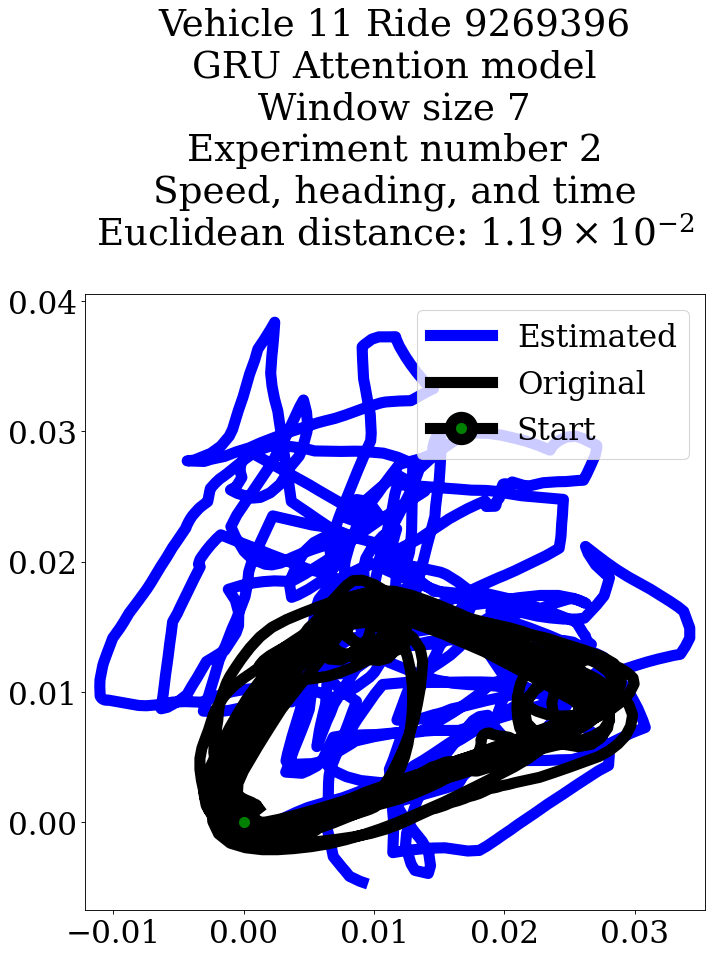 Vehicle 11 Ride 9269396
GRU Attention model
Window size 7
Experiment number 2
Speed, heading, and time
Euclidean distance: 1.19 × 10⁻²
0.04
0.03
0.02
0.01
0.00
Estimated
Original
Start
−0.01 0.00 0.01 0.02 0.03